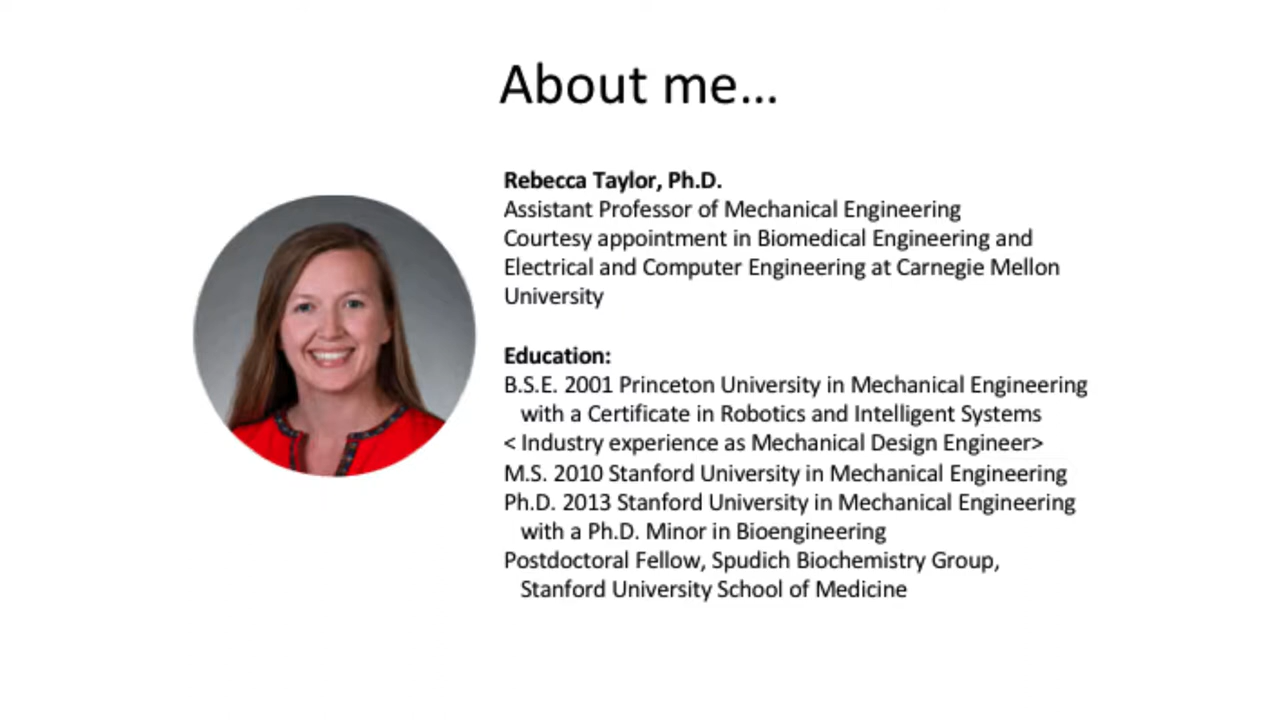 About me...
Rebecca Taylor, Ph.D.
Assistant Professor of Mechanical Engineering
Courtesy appointment in Biomedical Engineering and
Electrical and Computer Engineering at Carnegie Mellon
University
Education:
B.S.E. 2001 Princeton University in Mechanical Engineering
with a Certificate in Robotics and Intelligent Systems
< Industry experience as Mechanical Design Engineer>
M.S. 2010 Stanford University in Mechanical Engineering
Ph.D. 2013 Stanford University in Mechanical Engineering
with a Ph.D. Minor in Bioengineering
Postdoctoral Fellow, Spudich Biochemistry Group,
Stanford University School of Medicine